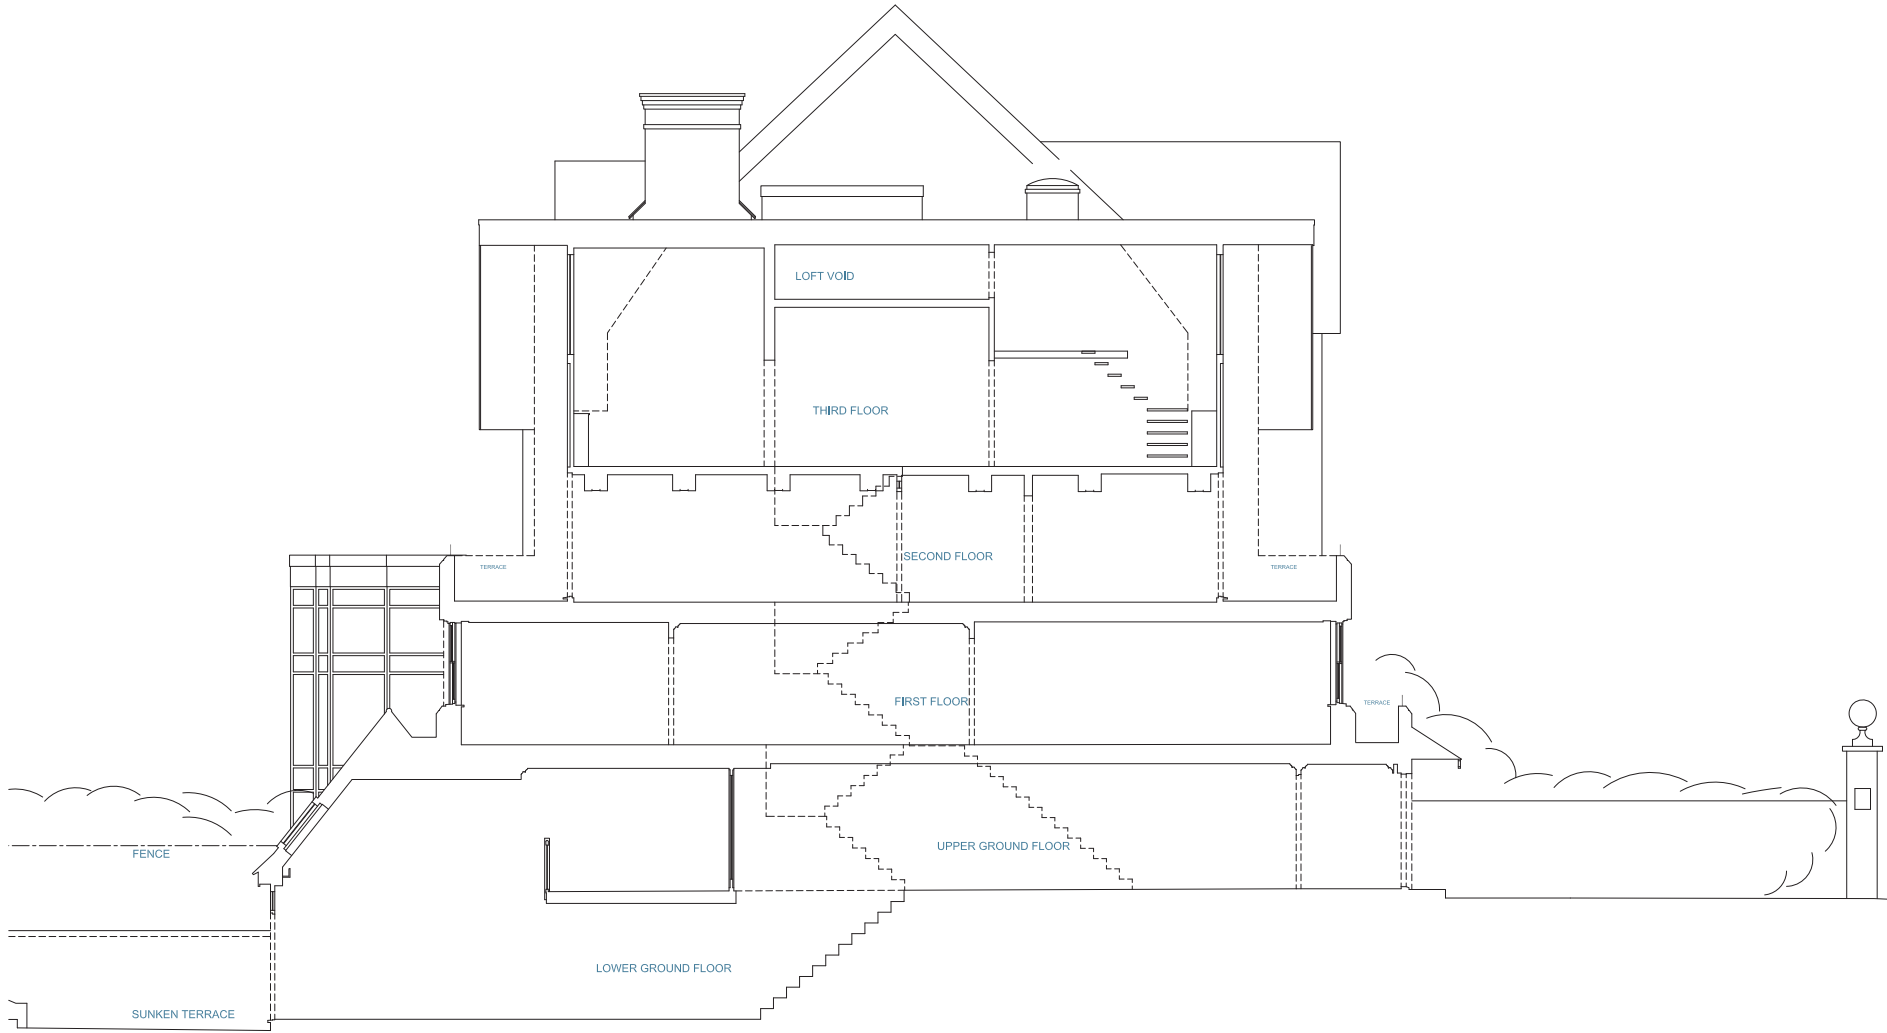 LOFT VOID
THIRD FLOOR
SECOND FLOOR
TERRACE
TERRACE
FIRST FLOOR
TERRACE
UPPER GROUND FLOOR
FENCE
LOWER GROUND FLOOR
SUNKEN TERRACE